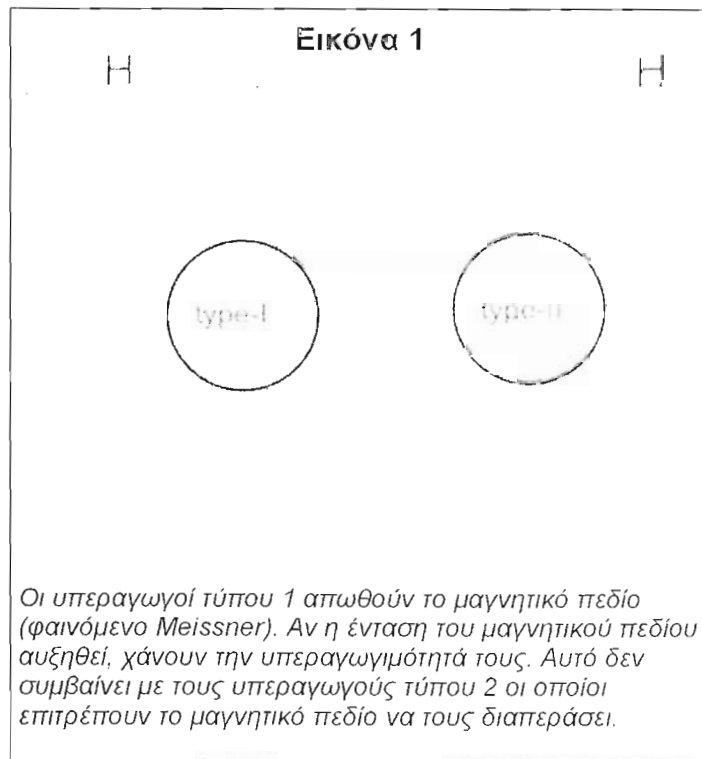 Εικόνα 1
H H
type-I type-II
Οι υπεραγωγοί τύπου 1 απωθούν το μαγνητικό πεδίο
(φαινόμενο Meissner). Αν η ένταση του μαγνητικού πεδίου
αυξηθεί, χάνουν την υπεραγωγιμότητά τους. Αυτό δεν
συμβαίνει με τους υπεραγωγούς τύπου 2 οι οποίοι
επιτρέπουν το μαγνητικό πεδίο να τους διαπεράσει.